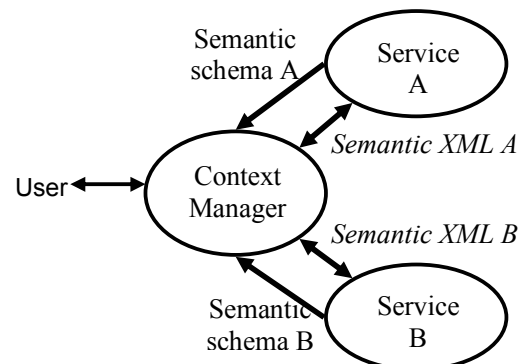 Semantic
schema A
Service
A
Semantic XML A
User
Context
Manager
Semantic XML B
Semantic
schema B
Service
B